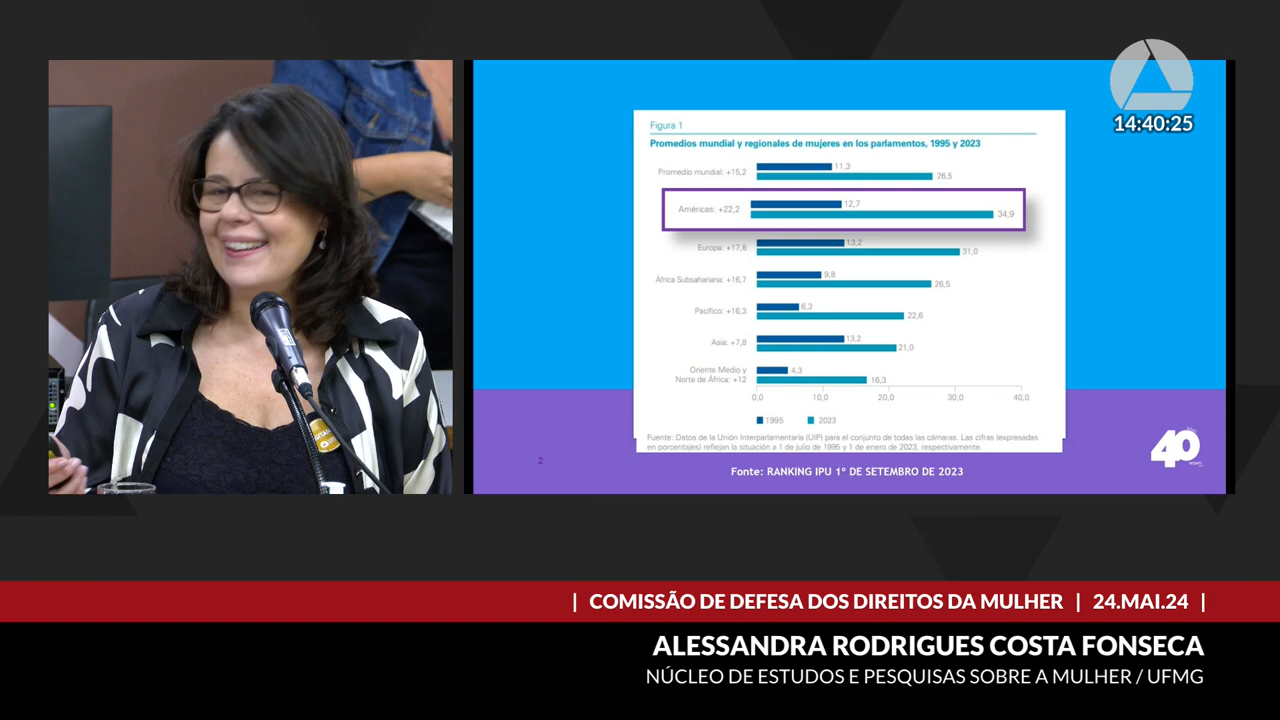 14:40:25
Figura 1
Promedios mundial y regionales de mujeres en los parlamentos, 1995 y 2023
Promedio mundial: +15,2
11,3
26,5
Américas: +22,2
12,7
34,9
Europa: +17,8
13,2
31,0
África Subsahariana: +16,7
9,8
26,5
Pacífico: +16,3
6,3
22,6
Asia: +7,8
13,2
21,0
Oriente Medio y
Norte de África: +12
4,3
16,3
0,0 10,0 20,0 30,0 40,0
1995 2023
Fuente: Datos de la Unión Interparlamentaria (UIP) para el conjunto de todas las cámaras. Las cifras (expresadas
en porcentajes) reflejan la situación a 1 de julio de 1995 y 1 de enero de 2023, respectivamente.
2
Fonte: RANKING IPU 1º DE SETEMBRO DE 2023
40
| COMISSÃO DE DEFESA DOS DIREITOS DA MULHER | 24.MAI.24 |
ALESSANDRA RODRIGUES COSTA FONSECA
NÚCLEO DE ESTUDOS E PESQUISAS SOBRE A MULHER / UFMG